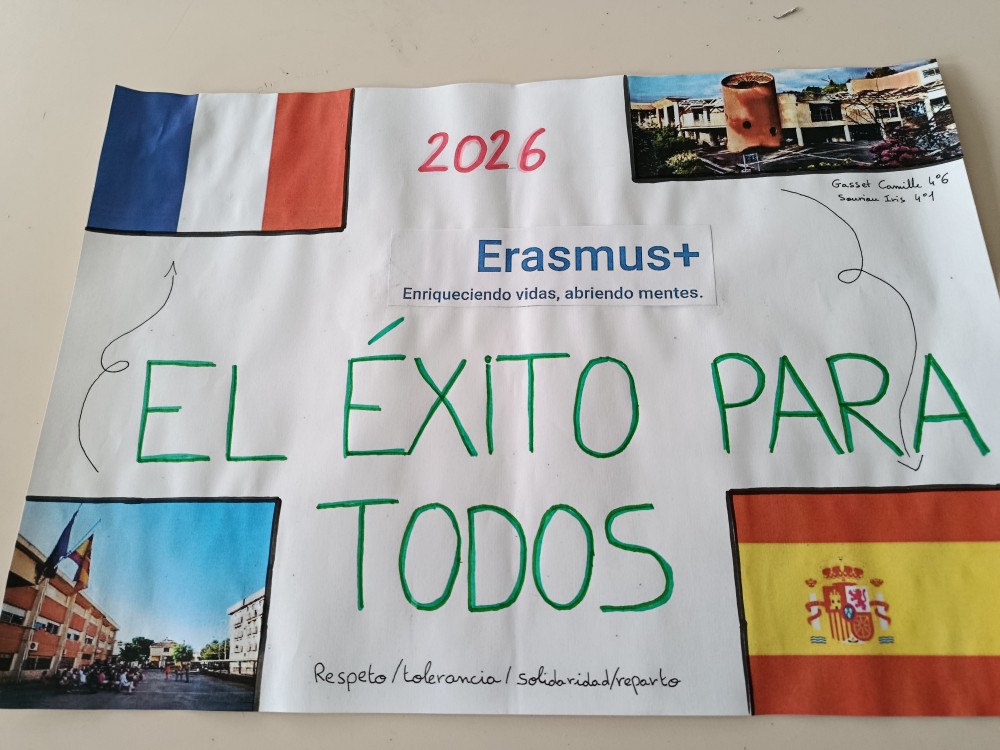 2026
Gasset Camille 4°6
Souriau Iris 4°1
Erasmus+
Enriqueciendo vidas, abriendo mentes.
EL ÉXiTO PARA
TODOS
Respeto/tolerancia/solidaridad/reparto